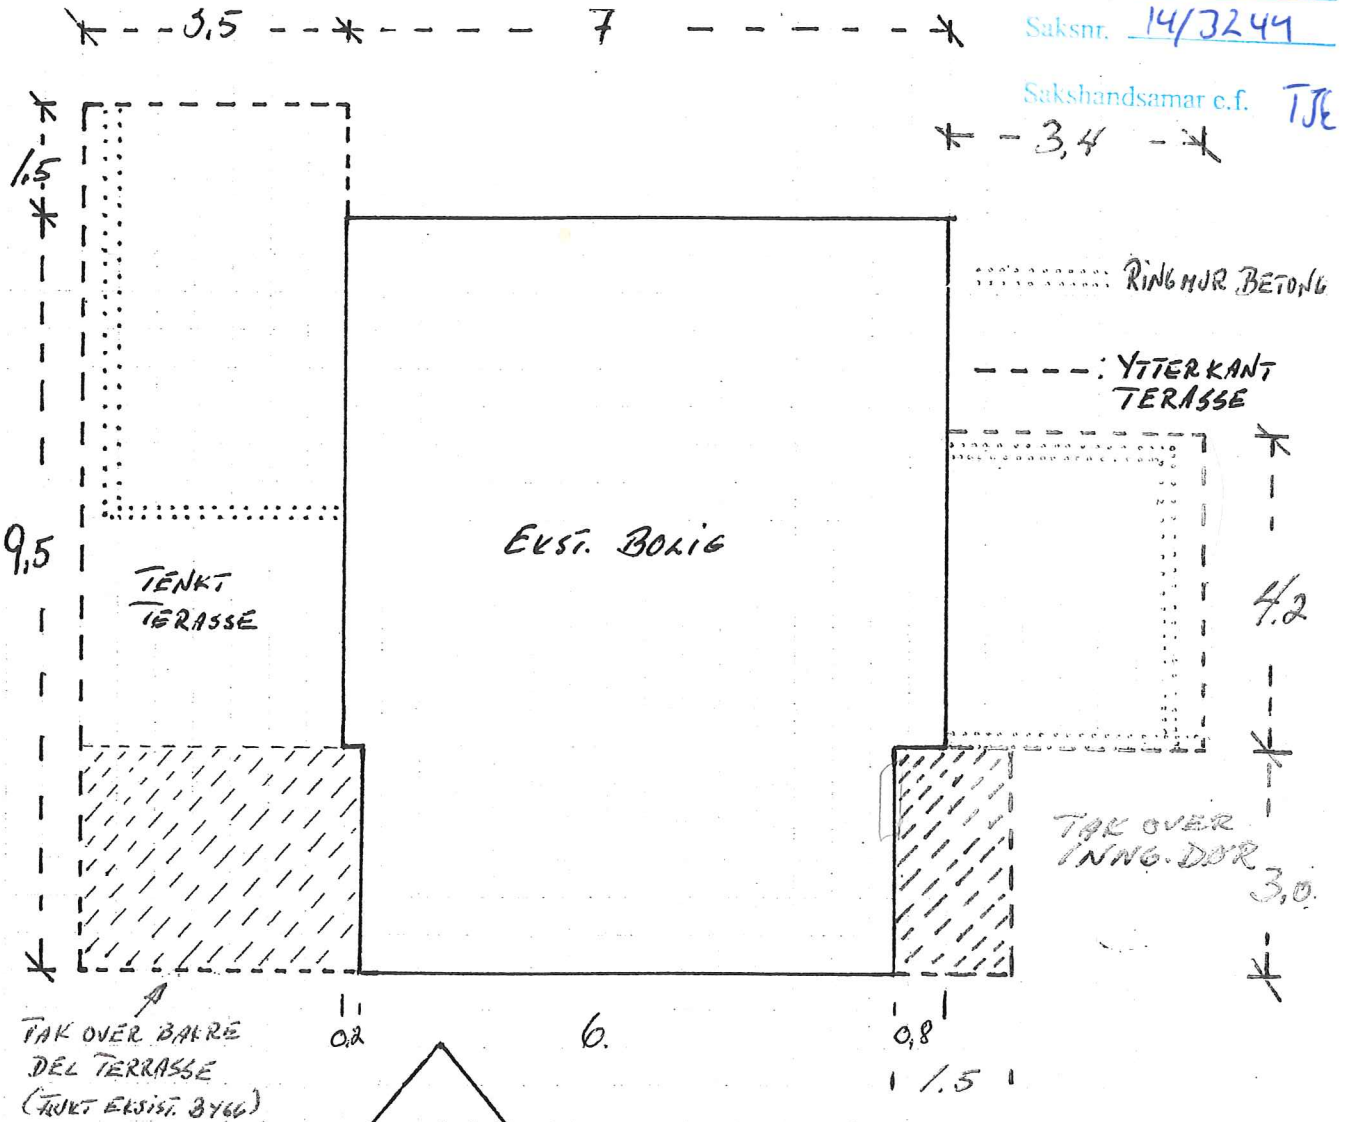 3,5
7
Saksnr. 14/3244
Sakshandsamar e.f. TJE
1.5
3,4
RINGMUR BETONG
: YTTERKANT
TERASSE
9,5
EKST. BOLIG
TENKT
TERASSE
4.2
TAK OVER
INNG. DØR
3,0.
TAK OVER BAKRE
DEL TERRASSE
0,2
6.
0,8
1.5